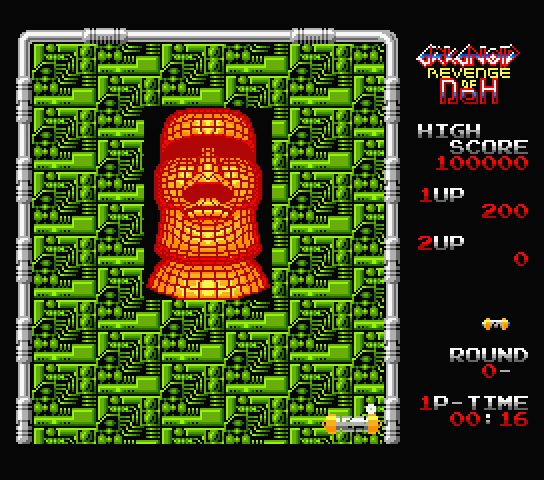 ARKANOID
REVENGE
OF
DOH
HIGH
SCORE
100000
1UP
200
2UP
0
ROUND
0-
1P-TIME
00:16